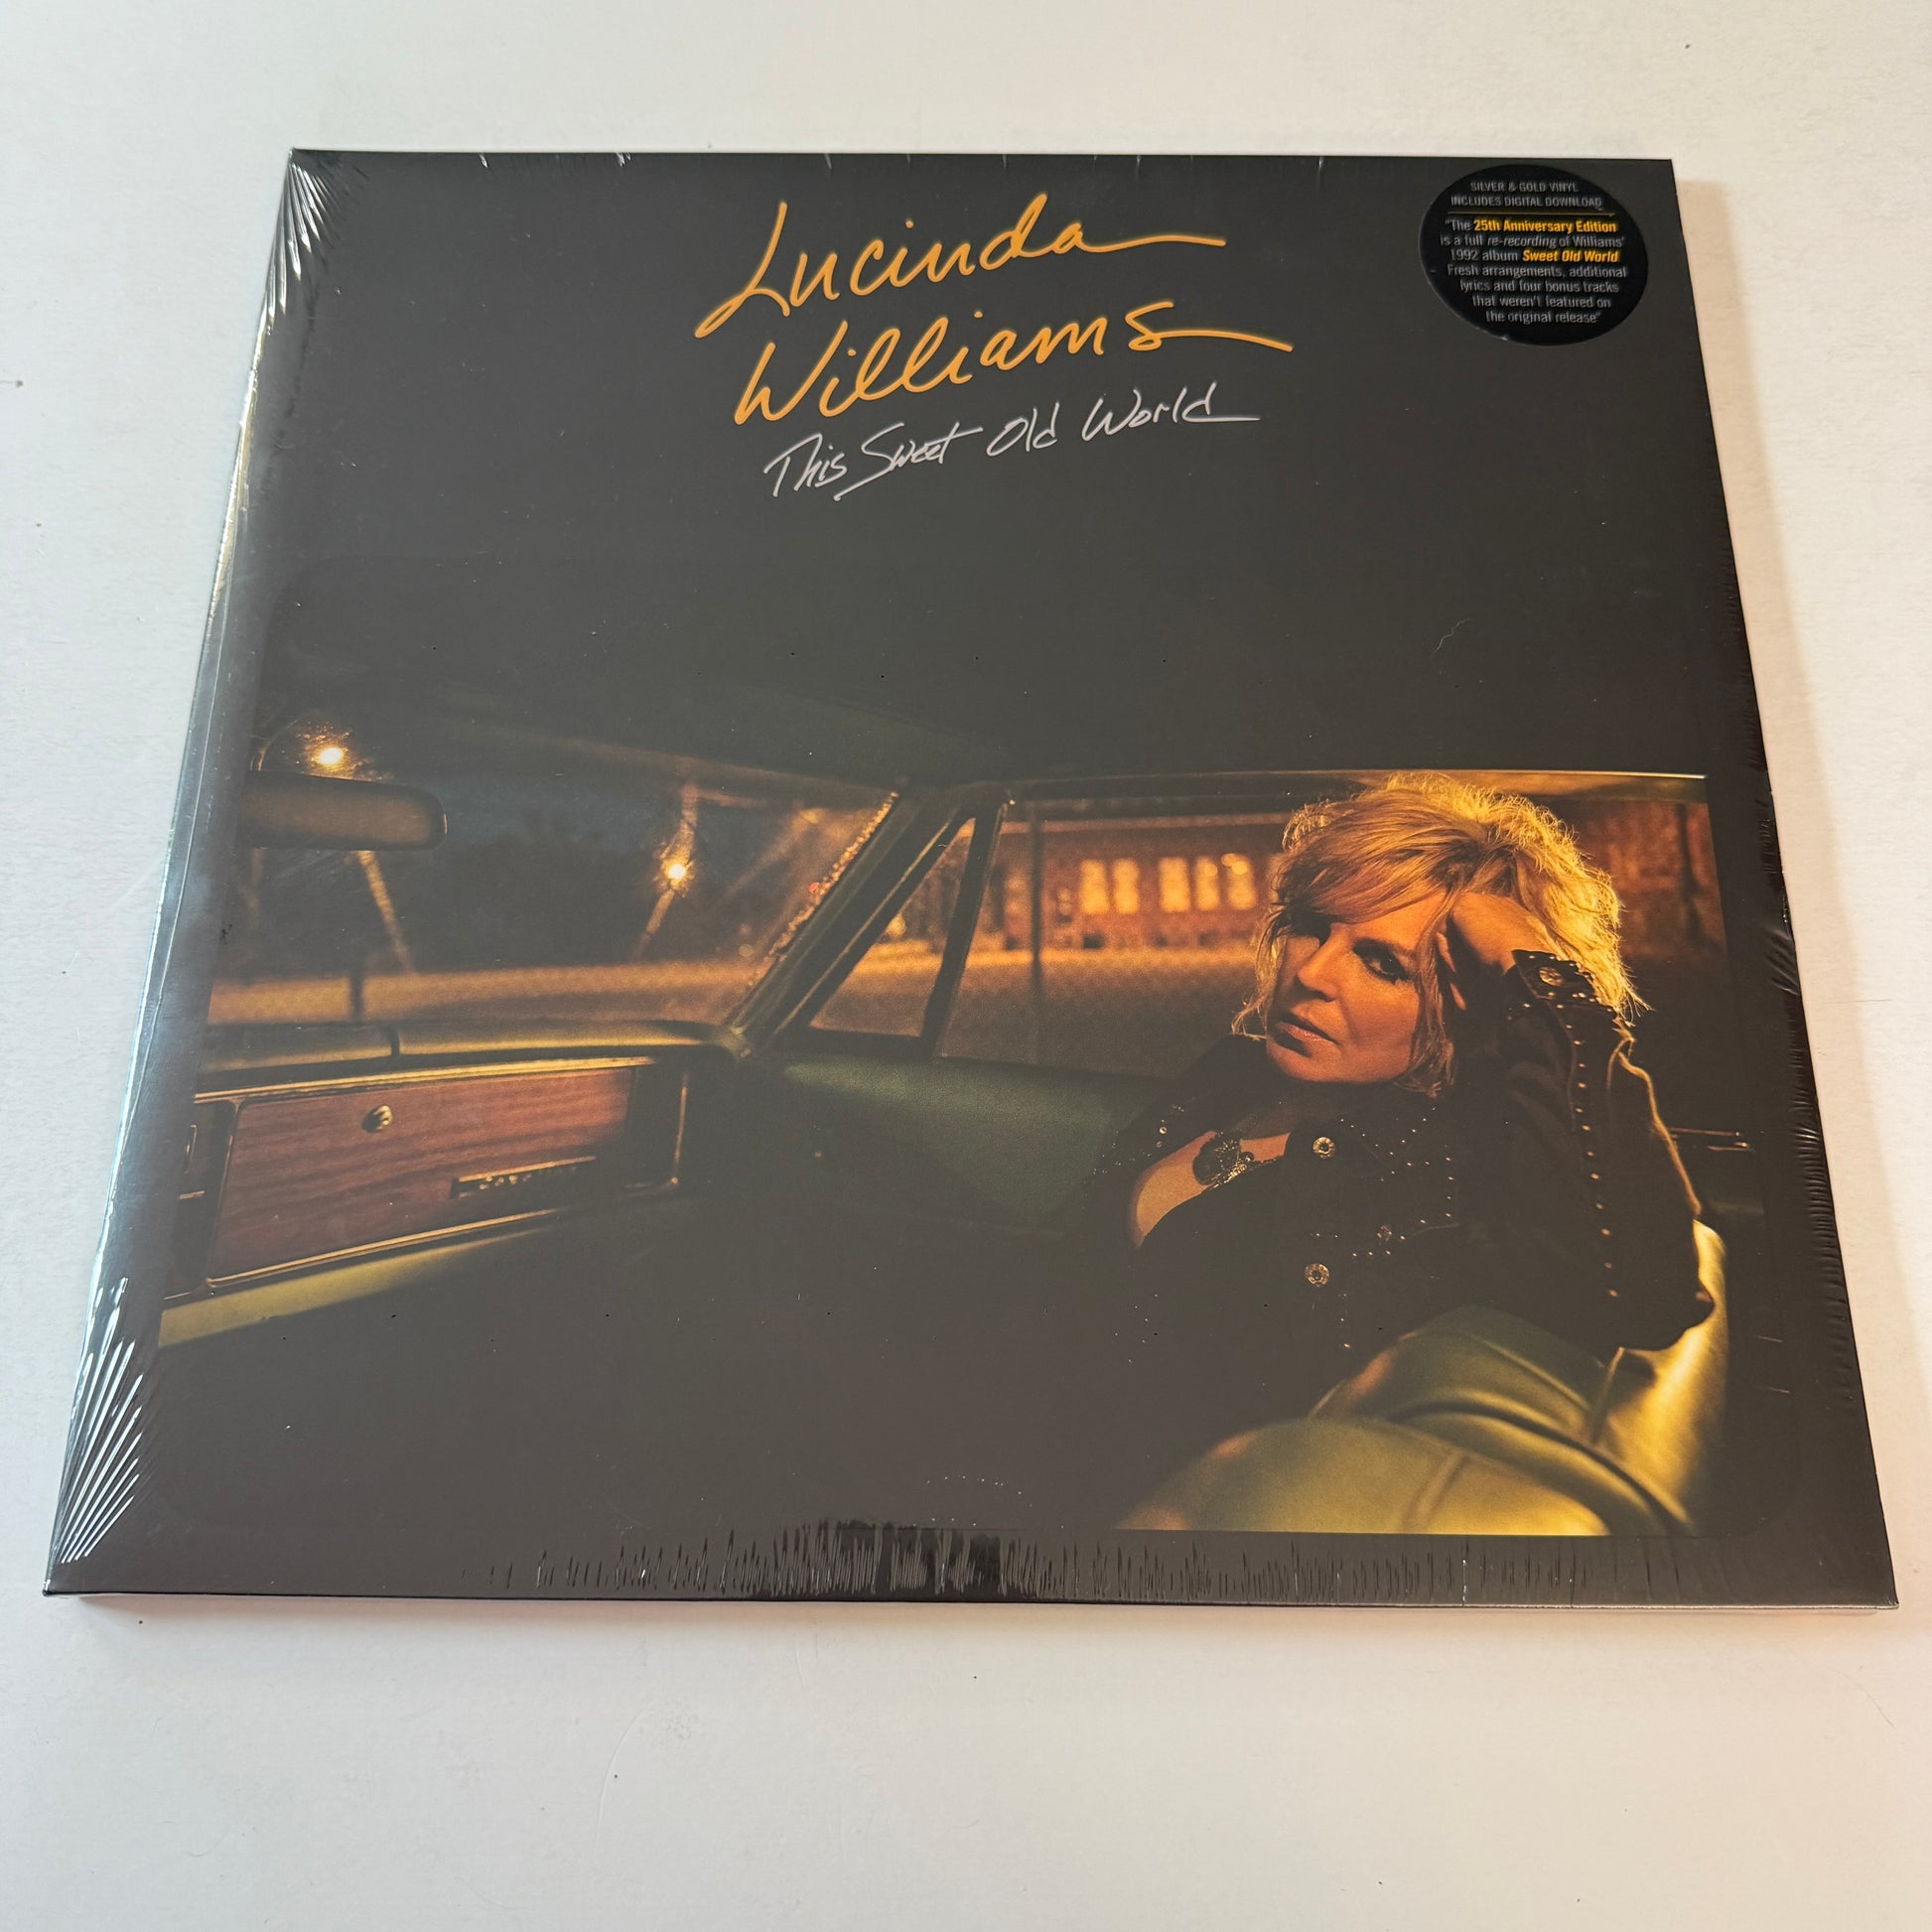 Lucinda
Williams
This Sweet Old World
SILVER & GOLD VINYL
INCLUDES DIGITAL DOWNLOAD
"The 25th Anniversary Edition
is a full re-recording of Williams'
1992 album Sweet Old World
Fresh arrangements, additional
lyrics and four bonus tracks
that weren't featured on
the original release"